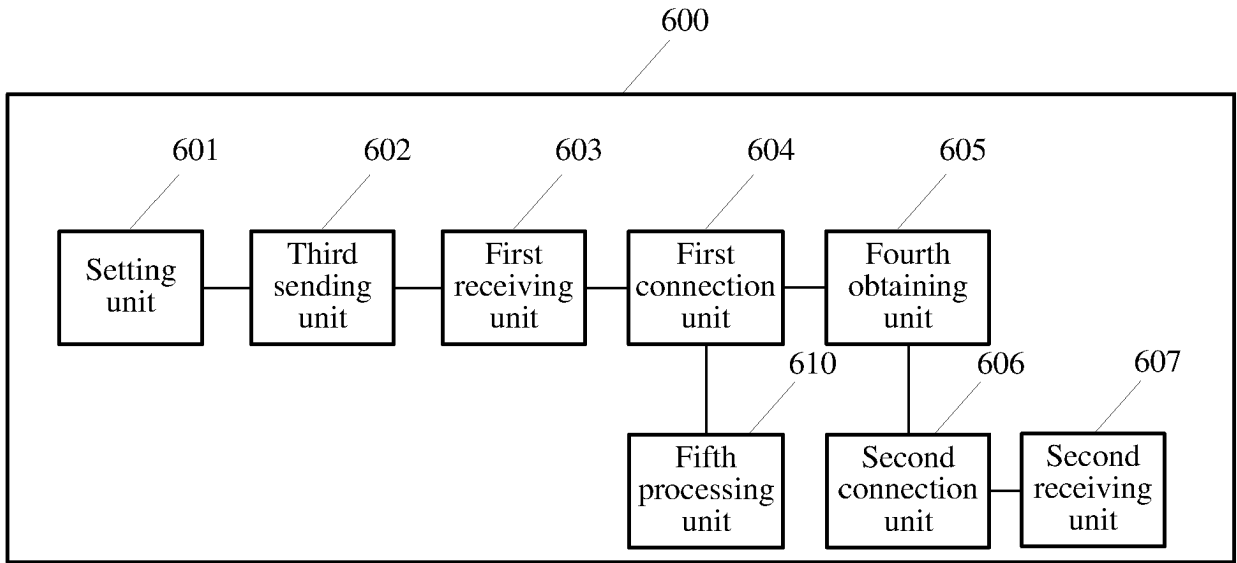 600
601
602
603
604
605
Setting
unit
Third
sending
unit
First
receiving
unit
First
connection
unit
Fourth
obtaining
unit
610
606
607
Fifth
processing
unit
Second
connection
unit
Second
receiving
unit